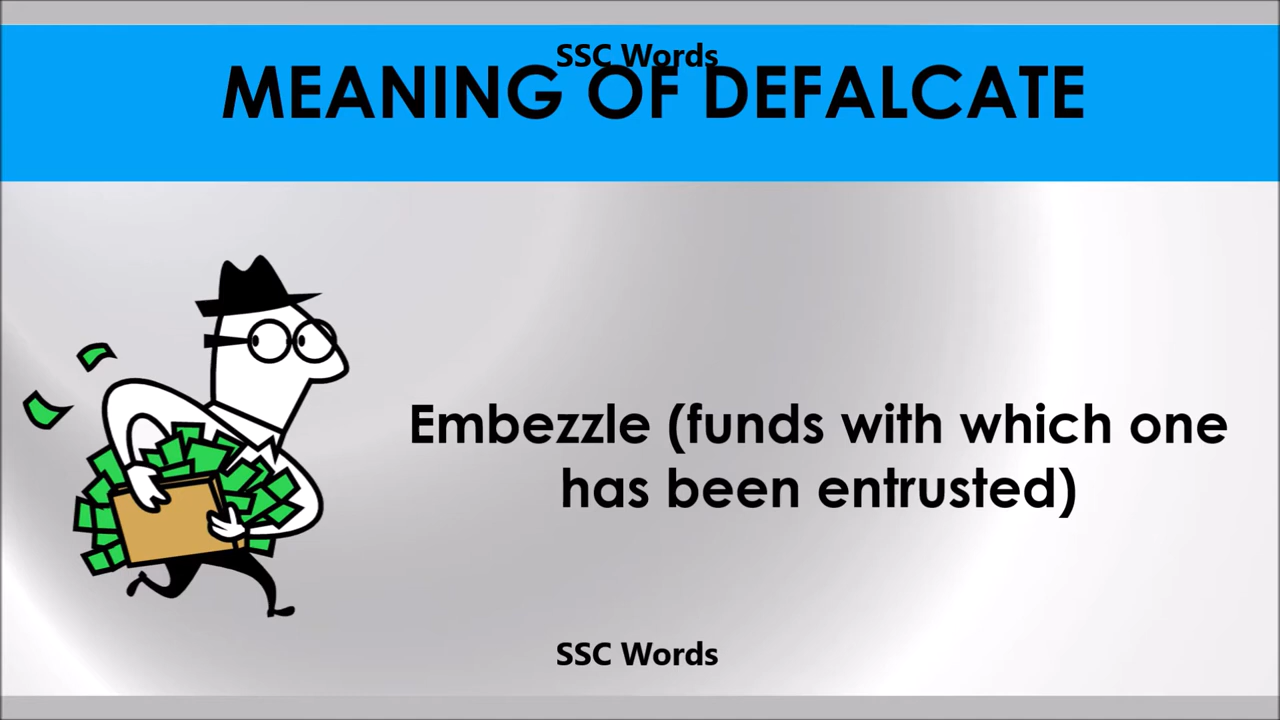 SSC Words
MEANING OF DEFALCATE
Embezzle (funds with which one
has been entrusted)
SSC Words